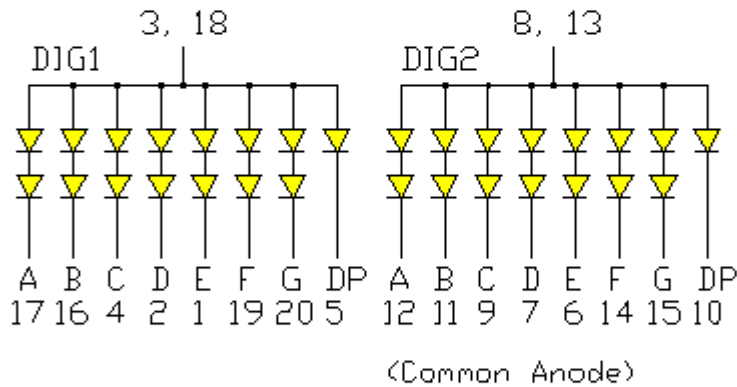 3, 18 8, 13
DIG1 DIG2
A B C D E F G DP A B C D E F G DP
17 16 4 2 1 19 20 5 12 11 9 7 6 14 15 10
(Common Anode)